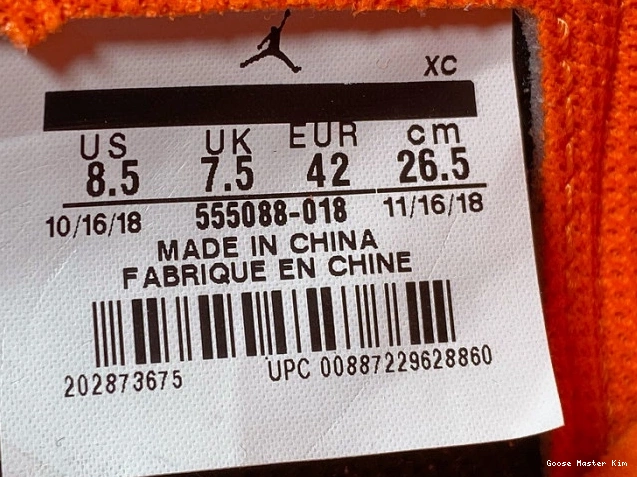 XC
US UK EUR cm
8.5 7.5 42 26.5
10/16/18 555088-018 11/16/18
MADE IN CHINA
FABRIQUE EN CHINE
202873675 UPC 00887229628860
Goose Master Kim